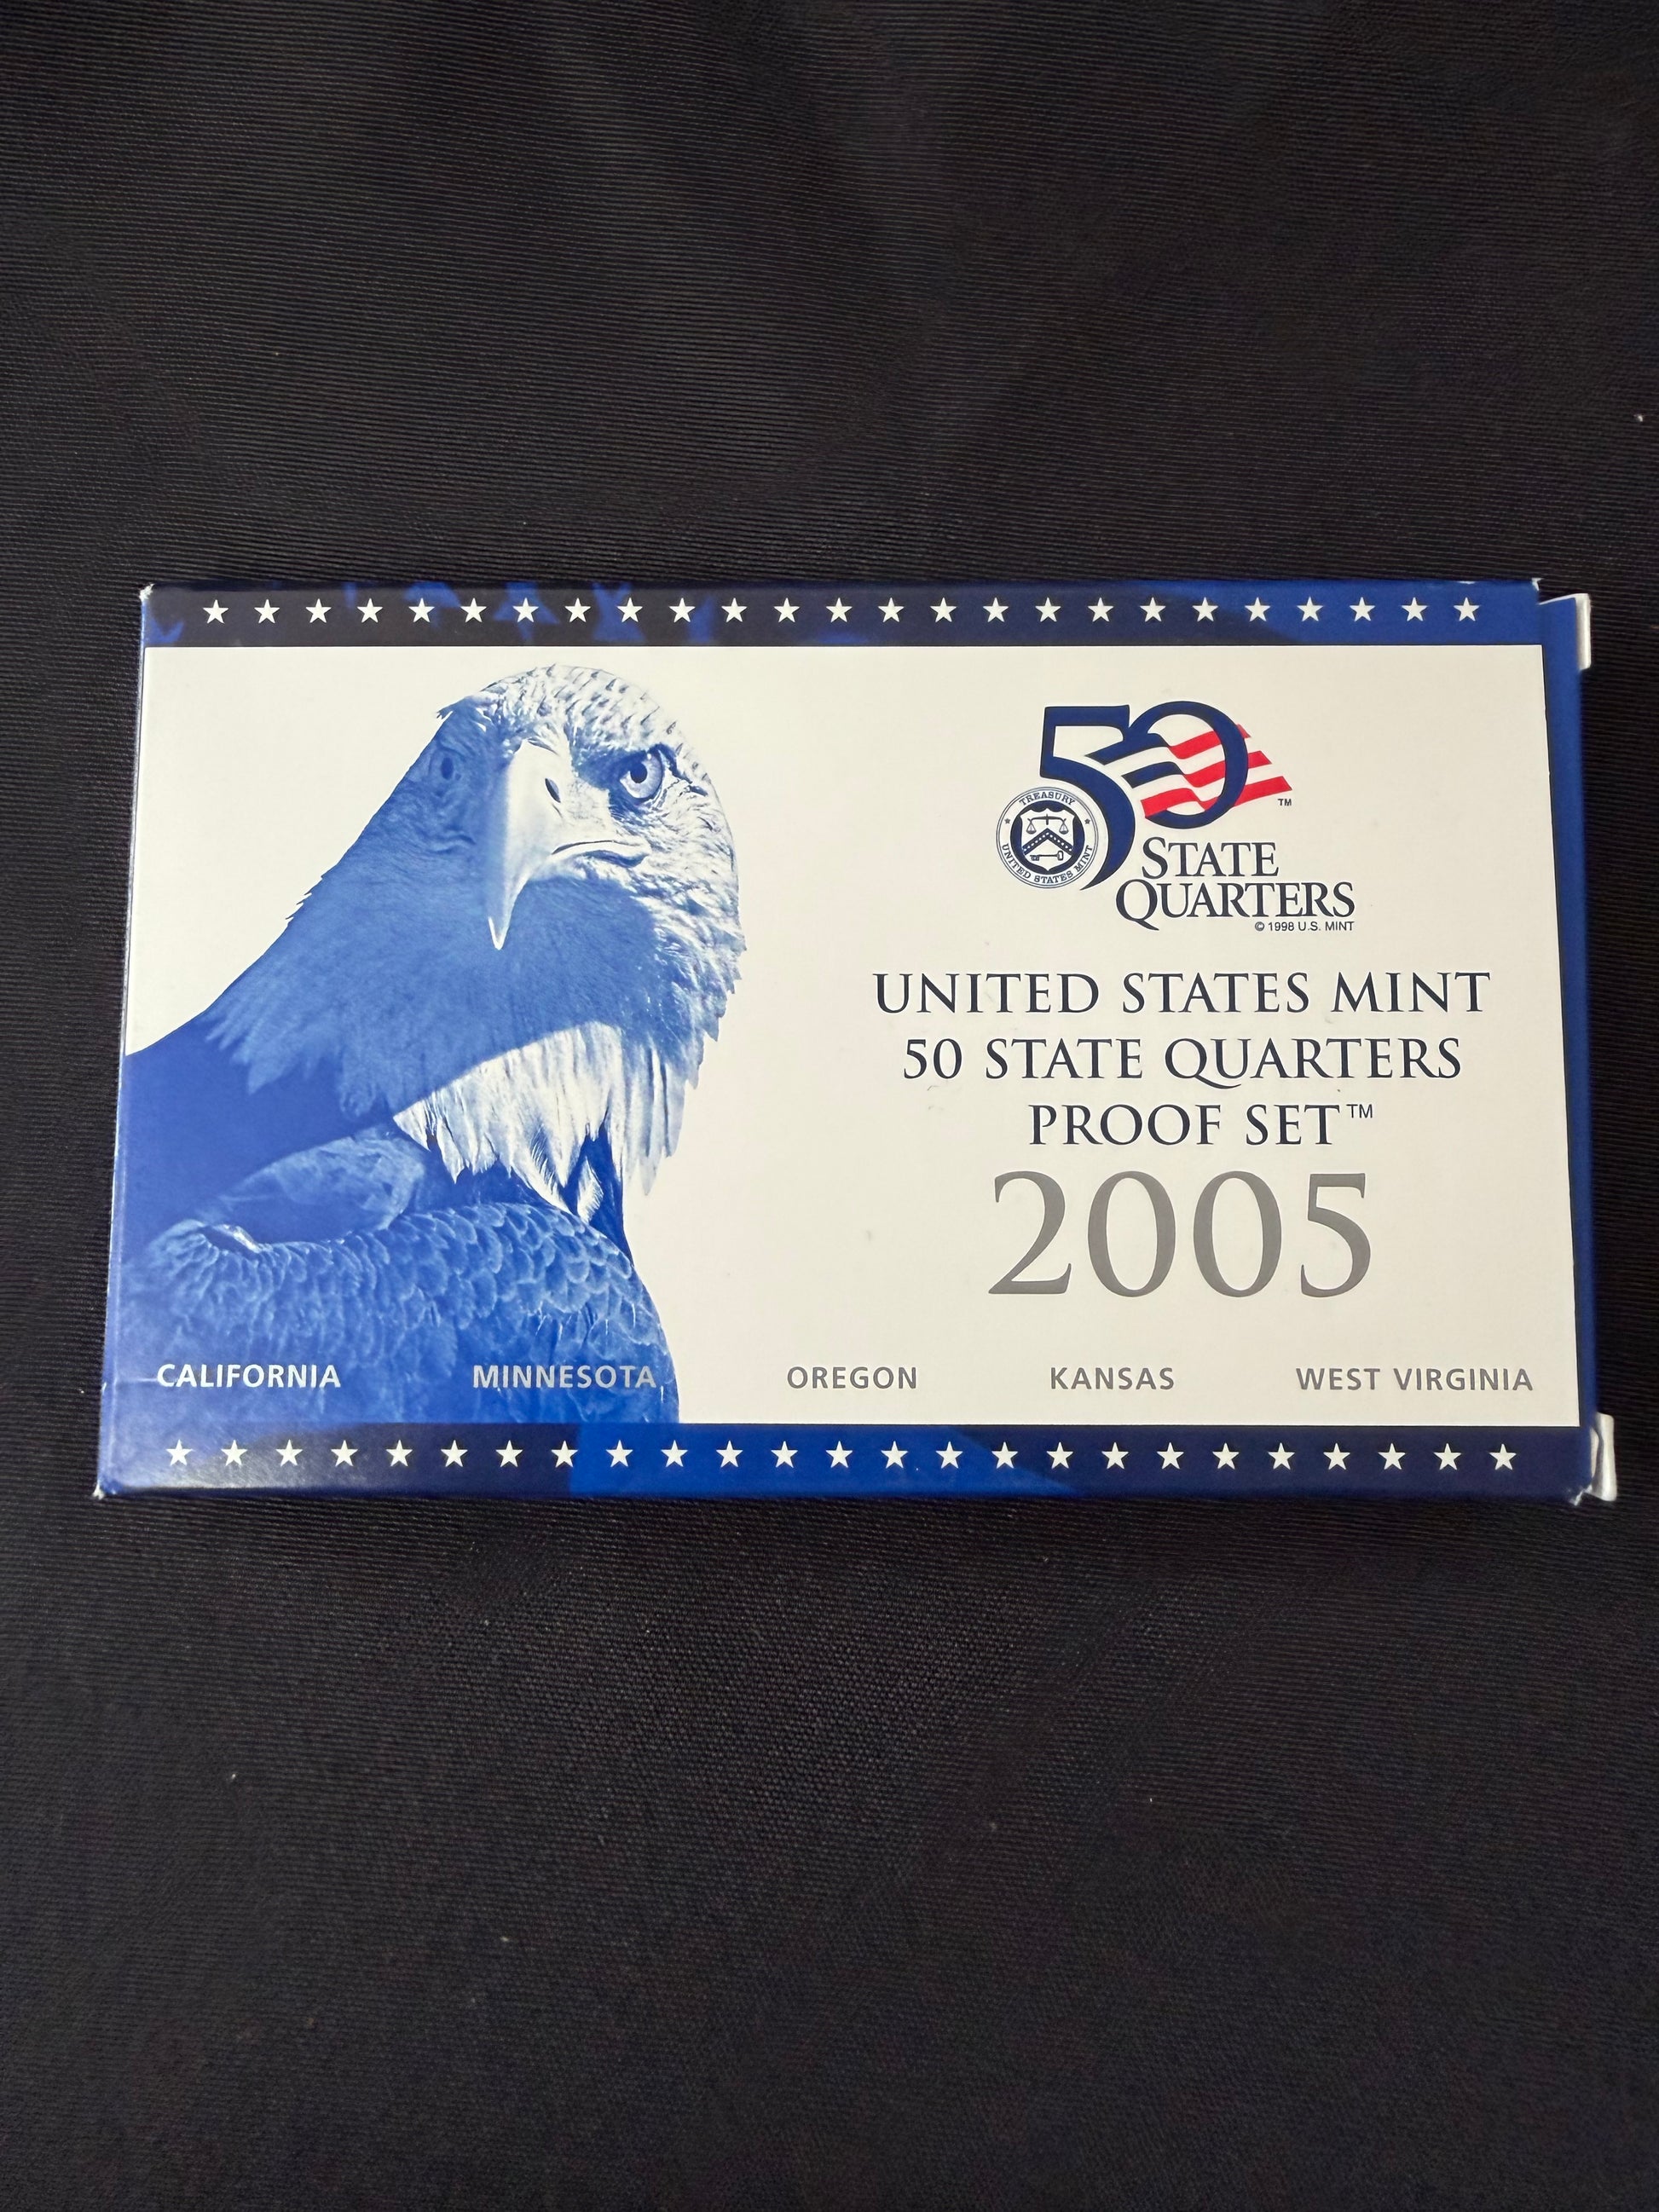 50
TM
TREASURY
UNITED STATES MINT
STATE
QUARTERS
© 1998 U.S. MINT
UNITED STATES MINT
50 STATE QUARTERS
PROOF SET™
2005
CALIFORNIA MINNESOTA OREGON KANSAS WEST VIRGINIA